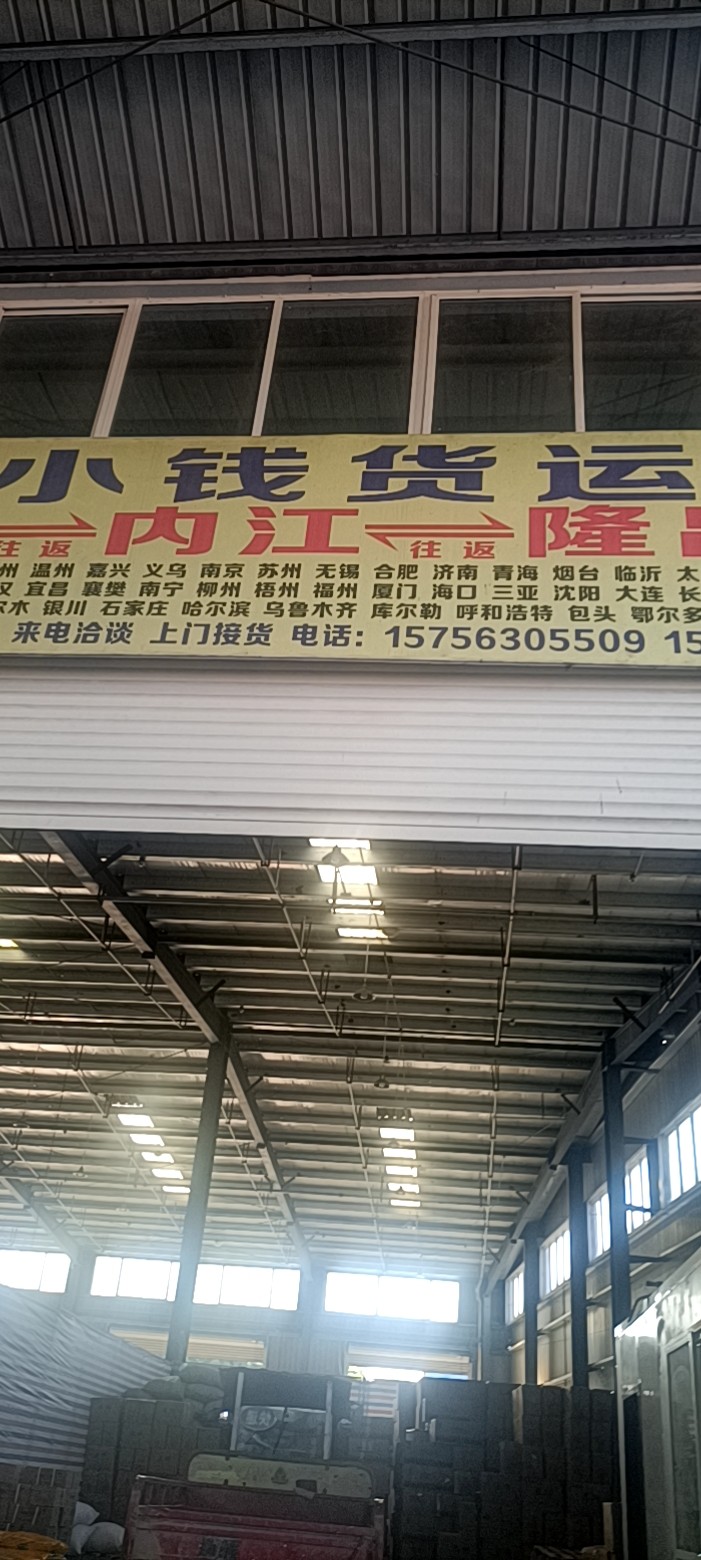 小钱货运
往返 内江 往返 隆昌
州 温州 嘉兴 义乌 南京 苏州 无锡 合肥 济南 青海 烟台 临沂 太
汉 宜昌 襄樊 南宁 柳州 梧州 福州 厦门 海口 三亚 沈阳 大连 长
尔木 银川 石家庄 哈尔滨 乌鲁木齐 库尔勒 呼和浩特 包头 鄂尔多
来电洽谈 上门接货 电话: 15756305509 15